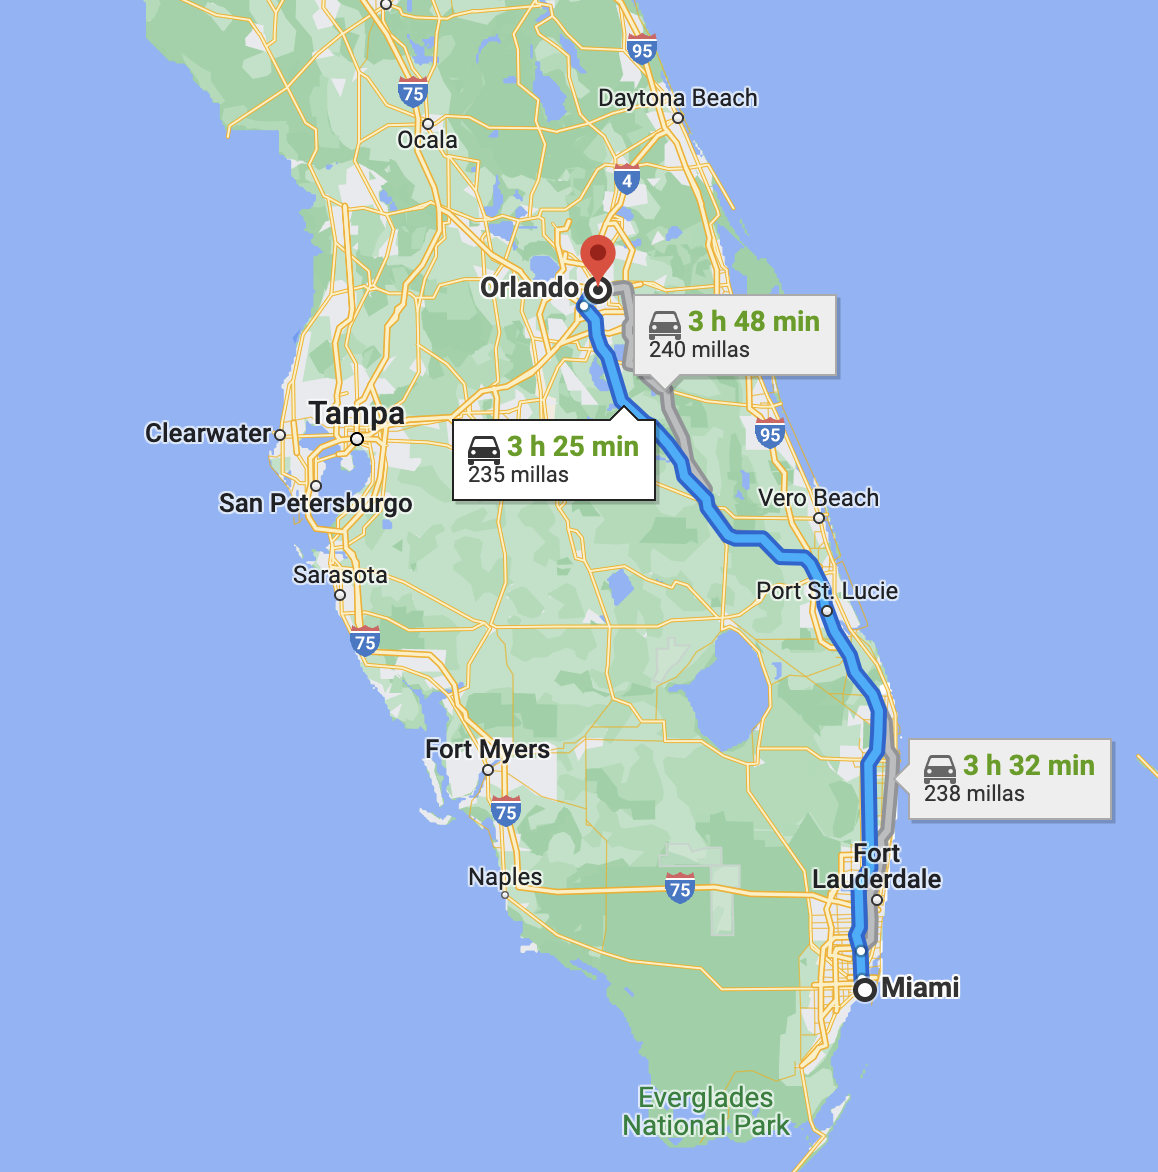 95
75
Daytona Beach
Ocala
4
Orlando
3 h 48 min
240 millas
Tampa
Clearwater
95
3 h 25 min
235 millas
San Petersburgo
Vero Beach
Sarasota
Port St. Lucie
75
Fort Myers
3 h 32 min
238 millas
75
Fort
Lauderdale
Naples
75
Miami
Everglades
National Park